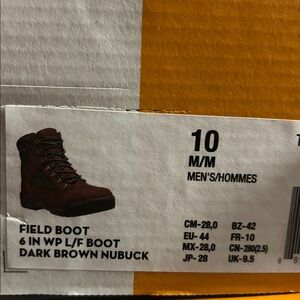 10
M/M
MEN'S/HOMMES
FIELD BOOT
6 IN WP L/F BOOT
DARK BROWN NUBUCK
CM-28,0 BZ-42
EU- 44 FR-10
MX-28,0 CN-280(2.5)
JP- 28 UK-9.5